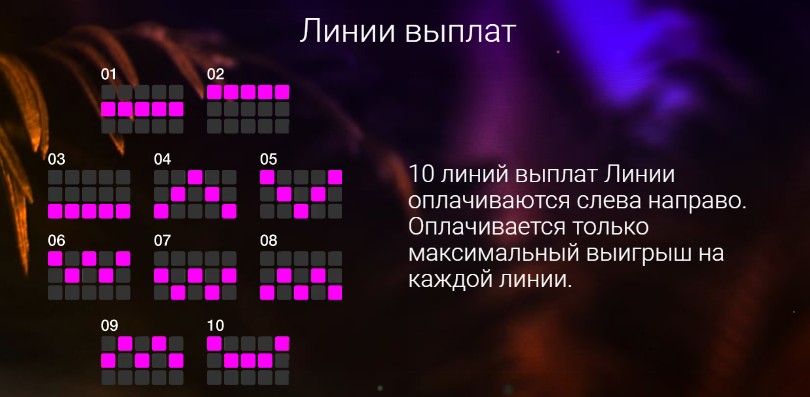 Линии выплат
01 02
03 04 05
06 07 08
09 10
10 линий выплат Линии
оплачиваются слева направо.
Оплачивается только
максимальный выигрыш на
каждой линии.